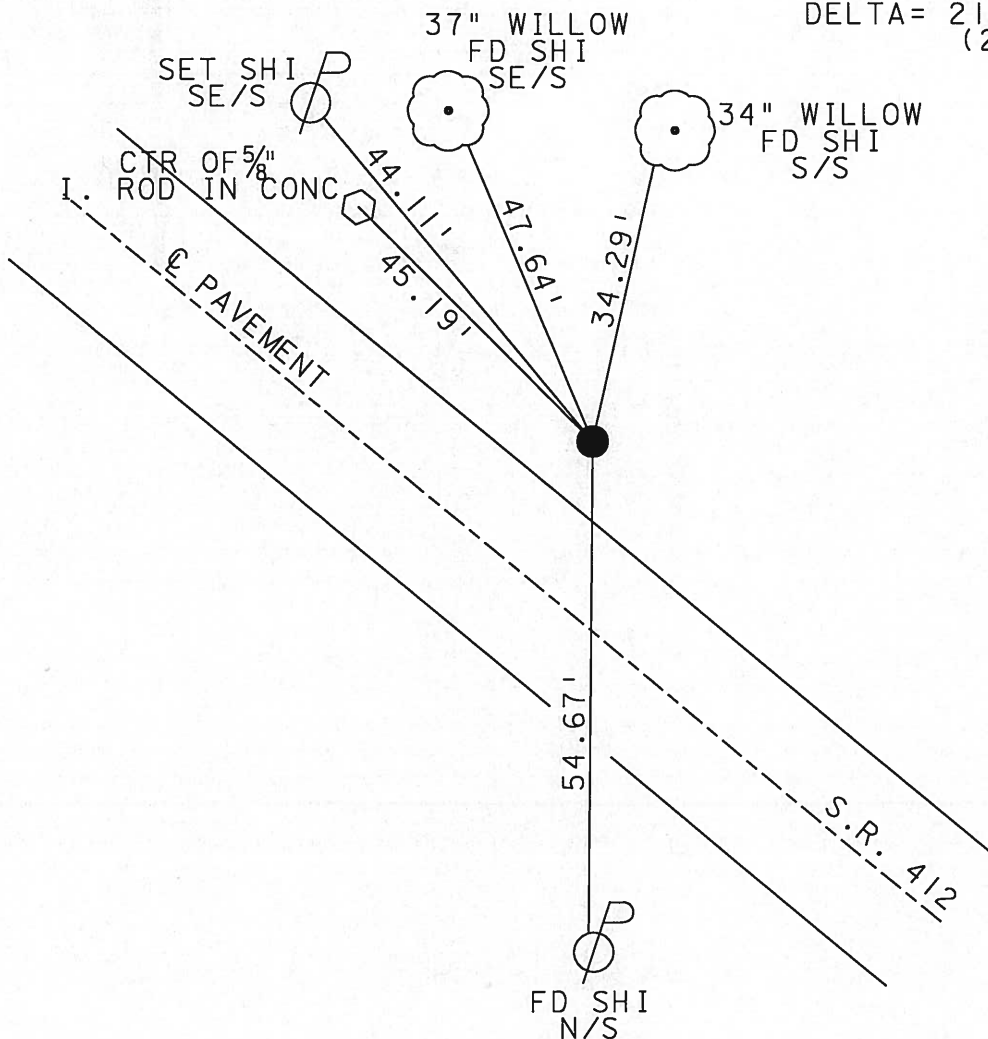 DELTA= 21
(2
37" WILLOW
FD SHI
SE/S
SET SHI
SE/S
34" WILLOW
FD SHI
S/S
CTR OF 5/8"
I. ROD IN CONC
44.11'
45.19'
47.64'
34.29'
℄ PAVEMENT
54.67'
S.R. 412
FD SHI
N/S